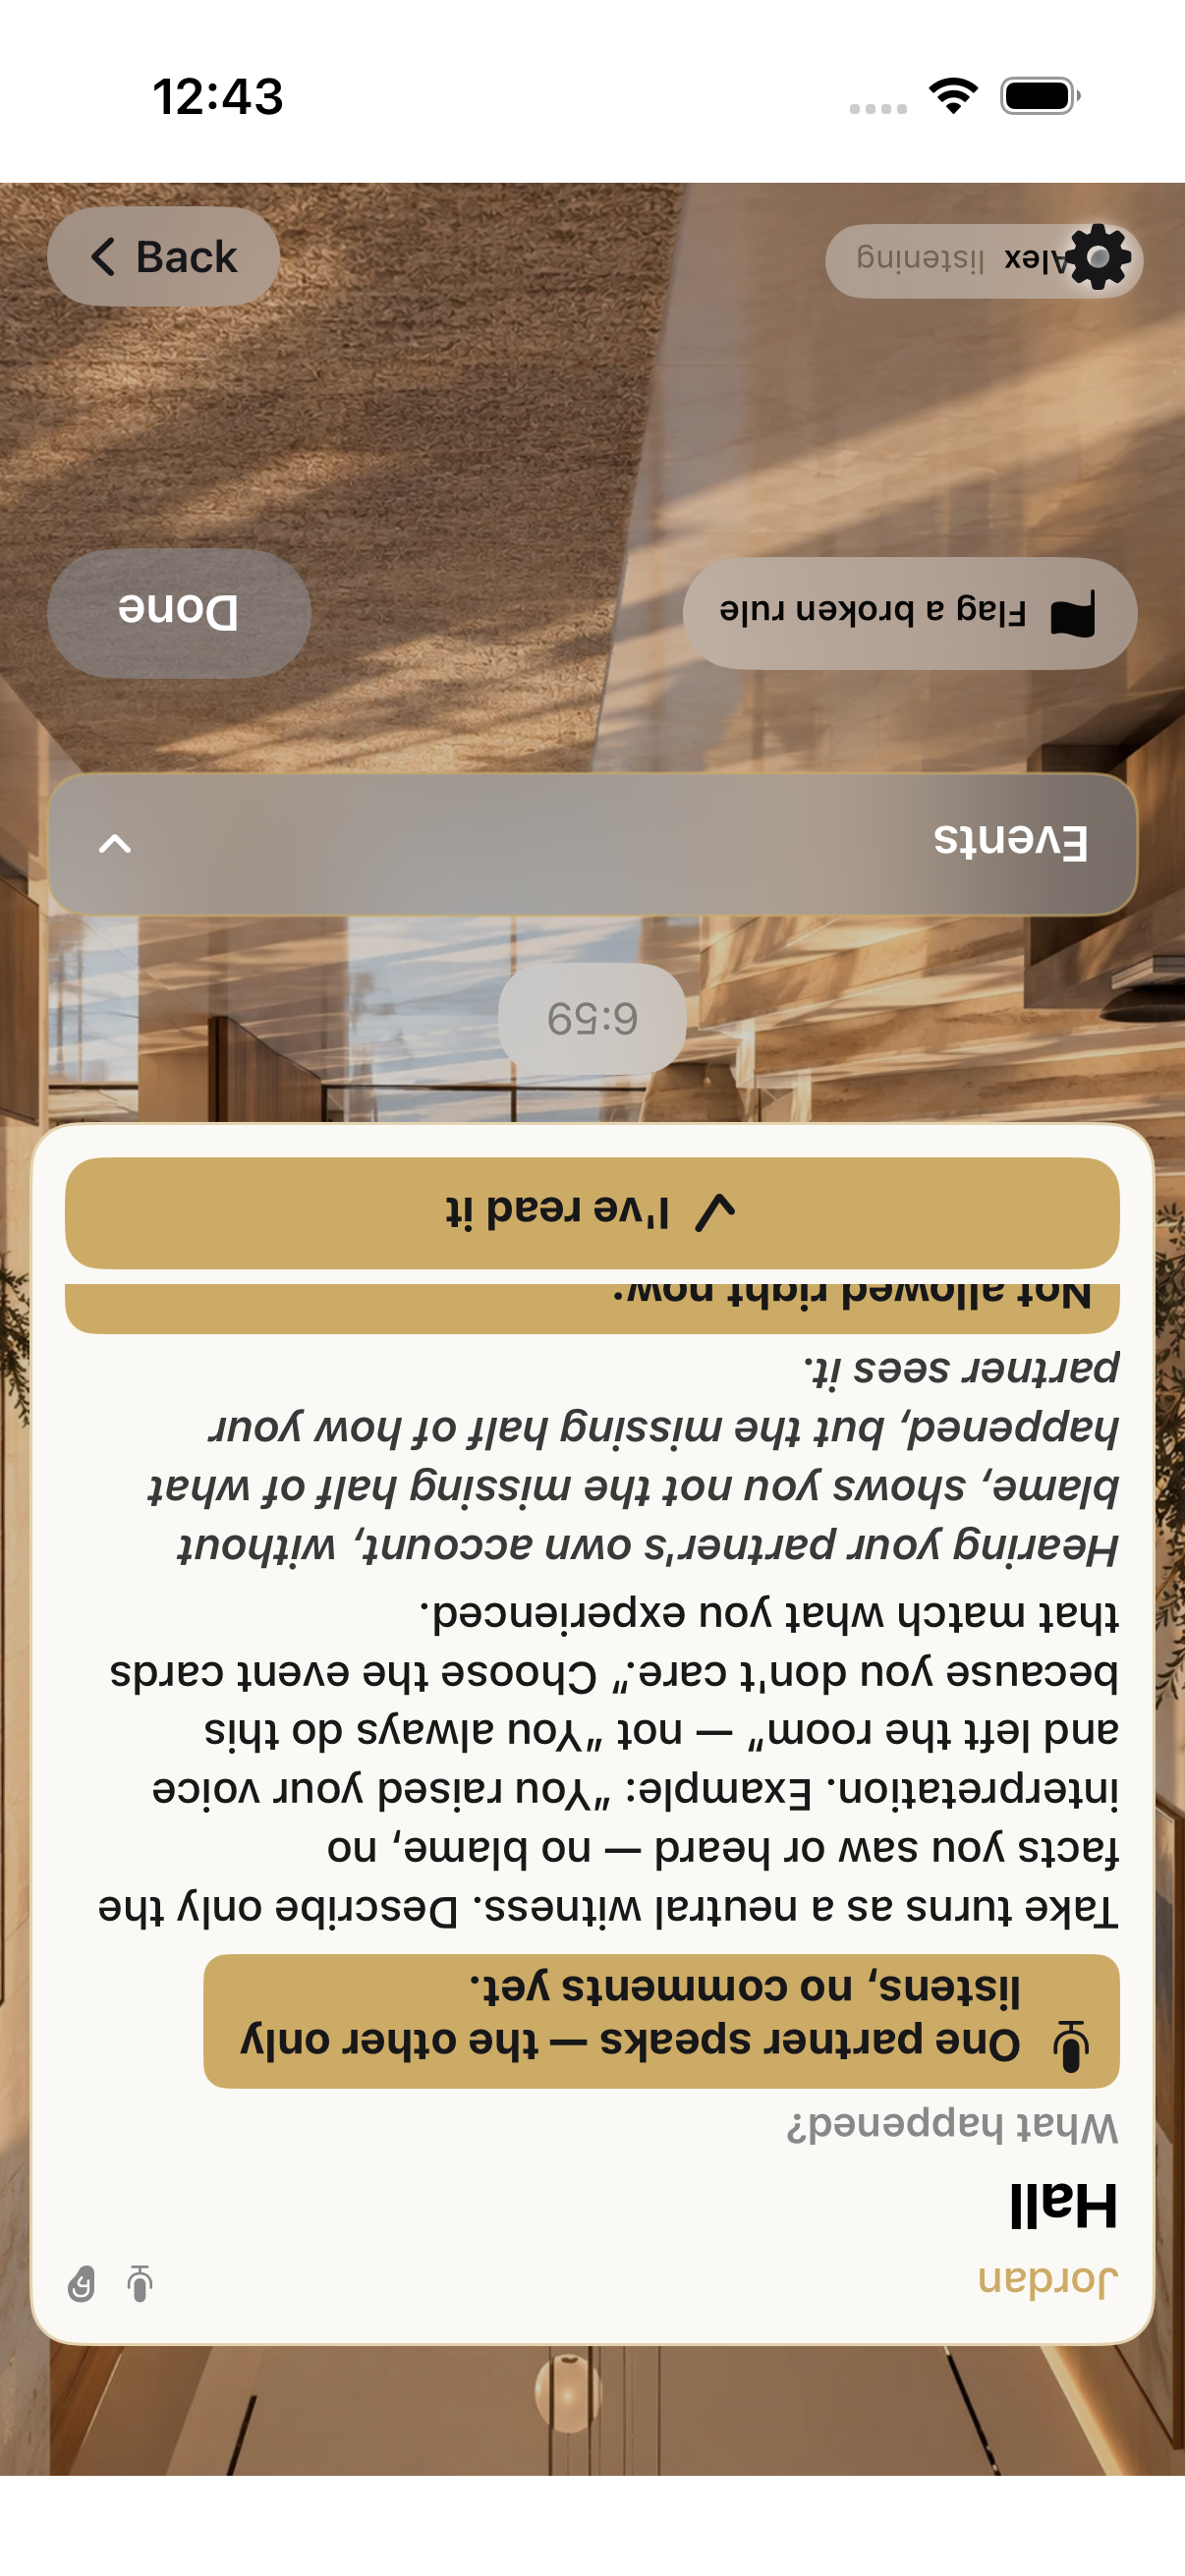 12:43
Back
Jordan
Hall
What happened?
One partner speaks — the other only
listens, no comments yet.
Take turns as a neutral witness. Describe only the
facts you saw or heard — no blame, no
interpretation. Example: "You raised your voice
and left the room" — not "You always do this
because you don't care." Choose the event cards
that match what you experienced.
Hearing your partner's own account, without
blame, shows you not the missing half of what
happened, but the missing half of how your
partner sees it.
Not allowed right now:
I've read it
6:59
Events
Flag a broken rule
Done
Alex listening